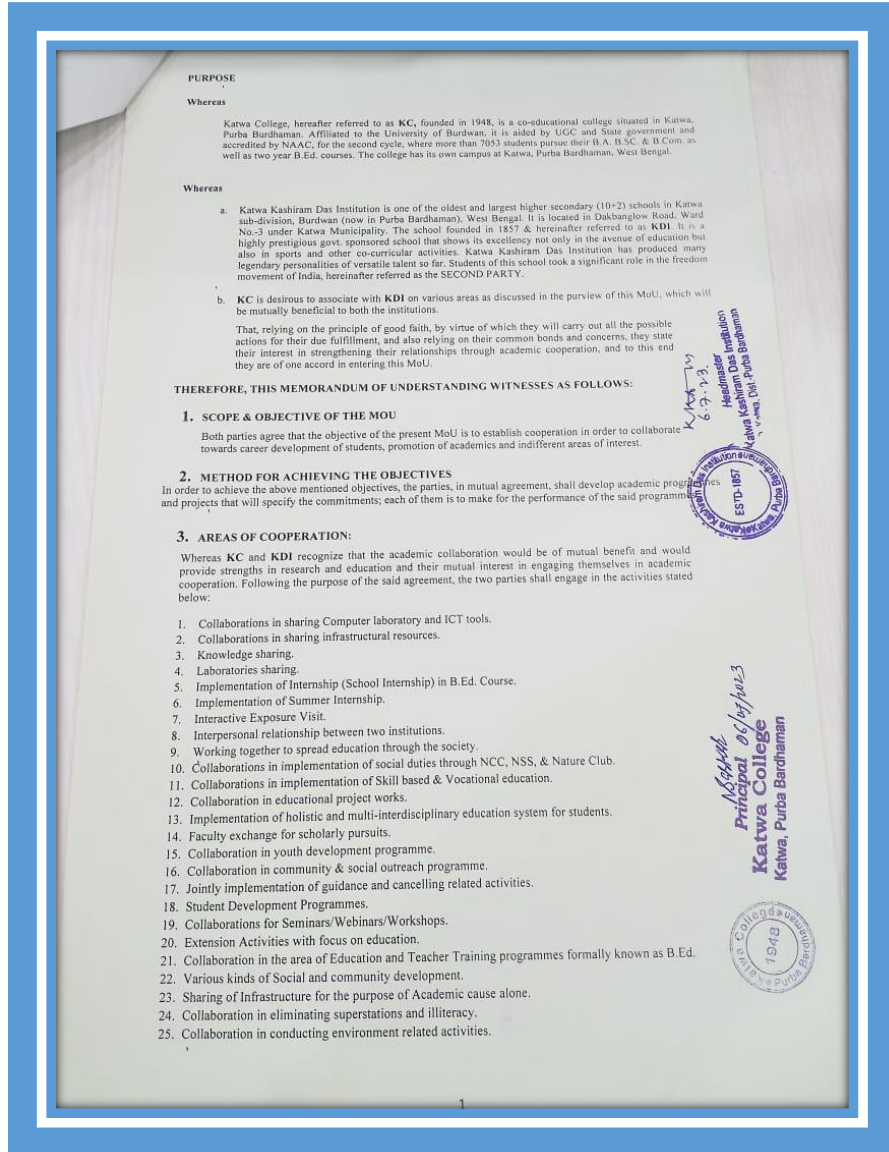 PURPOSE
Whereas
Katwa College, hereafter referred to as KC, founded in 1948, is a co-educational college situated in Katwa,
Purba Burdhaman. Affiliated to the University of Burdwan, it is aided by UGC and State government and
accredited by NAAC, for the second cycle, where more than 7053 students pursue their B.A. B.SC. & B.Com. as
well as two year B.Ed. courses. The college has its own campus at Katwa, Purba Bardhaman, West Bengal.
Whereas
a. Katwa Kashiram Das Institution is one of the oldest and largest higher secondary (10+2) schools in Katwa
sub-division, Burdwan (now in Purba Bardhaman), West Bengal. It is located in Dakbanglow Road, Ward
No.-3 under Katwa Municipality. The school founded in 1857 & hereinafter referred to as KDI. It is a
highly prestigious govt. sponsored school that shows its excellency not only in the avenue of education but
also in sports and other co-curricular activities. Katwa Kashiram Das Institution has produced many
legendary personalities of versatile talent so far. Students of this school took a significant role in the freedom
movement of India, hereinafter referred as the SECOND PARTY.
b. KC is desirous to associate with KDI on various areas as discussed in the purview of this MoU, which will
be mutually beneficial to both the institutions.
That, relying on the principle of good faith, by virtue of which they will carry out all the possible
actions for their due fulfillment, and also relying on their common bonds and concerns, they state
their interest in strengthening their relationships through academic cooperation, and to this end
they are of one accord in entering this MoU.
THEREFORE, THIS MEMORANDUM OF UNDERSTANDING WITNESSES AS FOLLOWS:
1. SCOPE & OBJECTIVE OF THE MOU
Both parties agree that the objective of the present MoU is to establish cooperation in order to collaborate
towards career development of students, promotion of academics and indifferent areas of interest.
2. METHOD FOR ACHIEVING THE OBJECTIVES
In order to achieve the above mentioned objectives, the parties, in mutual agreement, shall develop academic programmes
and projects that will specify the commitments; each of them is to make for the performance of the said programme
3. AREAS OF COOPERATION:
Whereas KC and KDI recognize that the academic collaboration would be of mutual benefit and would
provide strengths in research and education and their mutual interest in engaging themselves in academic
cooperation. Following the purpose of the said agreement, the two parties shall engage in the activities stated
below:
1. Collaborations in sharing Computer laboratory and ICT tools.
2. Collaborations in sharing infrastructural resources.
3. Knowledge sharing.
4. Laboratories sharing.
5. Implementation of Internship (School Internship) in B.Ed. Course.
6. Implementation of Summer Internship.
7. Interactive Exposure Visit.
8. Interpersonal relationship between two institutions.
9. Working together to spread education through the society.
10. Collaborations in implementation of social duties through NCC, NSS, & Nature Club.
11. Collaborations in implementation of Skill based & Vocational education.
12. Collaboration in educational project works.
13. Implementation of holistic and multi-interdisciplinary education system for students.
14. Faculty exchange for scholarly pursuits.
15. Collaboration in youth development programme.
16. Collaboration in community & social outreach programme.
17. Jointly implementation of guidance and cancelling related activities.
18. Student Development Programmes.
19. Collaborations for Seminars/Webinars/Workshops.
20. Extension Activities with focus on education.
21. Collaboration in the area of Education and Teacher Training programmes formally known as B.Ed.
22. Various kinds of Social and community development.
23. Sharing of Infrastructure for the purpose of Academic cause alone.
24. Collaboration in eliminating superstations and illiteracy.
25. Collaboration in conducting environment related activities.
1
6.7.23.
Headmaster
Katwa Kashiram Das Institution
Katwa, Dist.-Purba Bardhaman
Katwa Kashiram Das Institution
ESTD-1857
Katwa, Purba Bardhaman
Principal 06/07/2023
Katwa College
Katwa, Purba Bardhaman
Katwa College
1948
Katwa, Purba Bardhaman